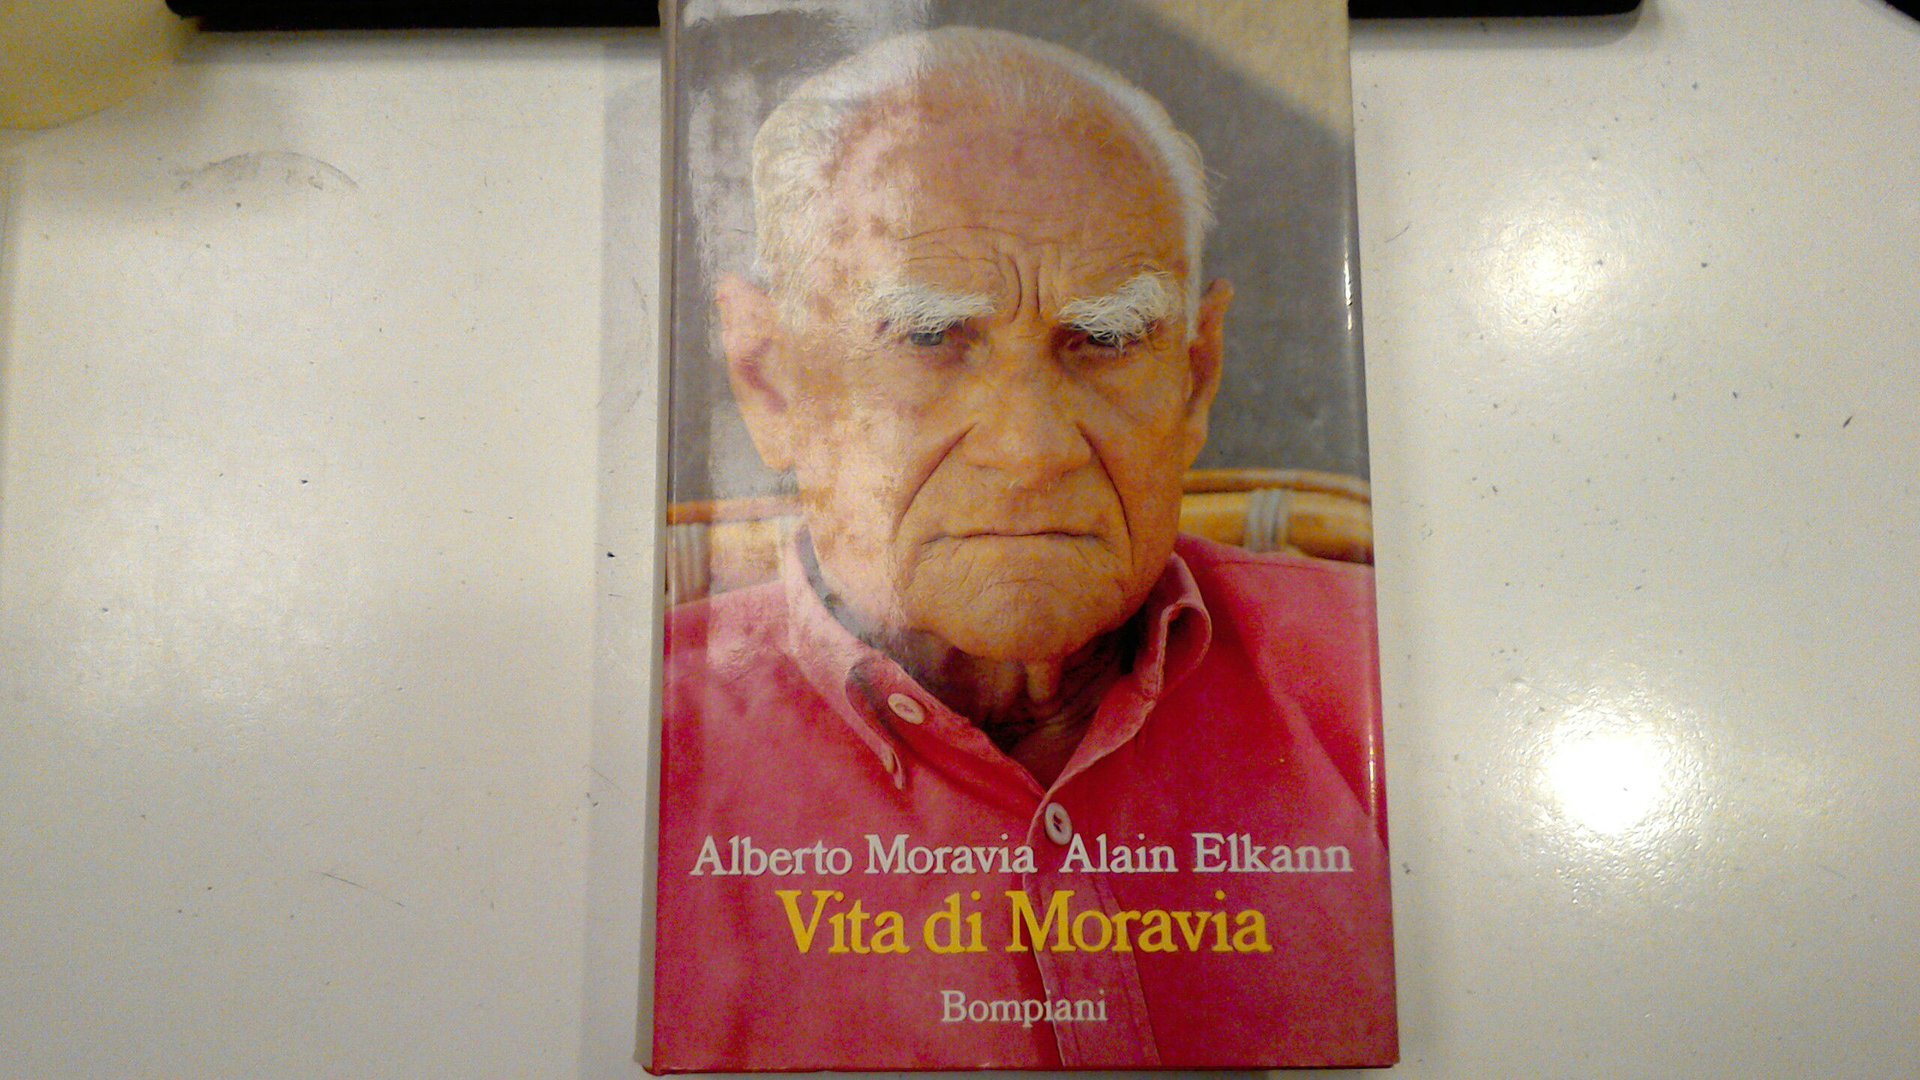 Alberto Moravia Alain Elkann
Vita di Moravia
Bompiani